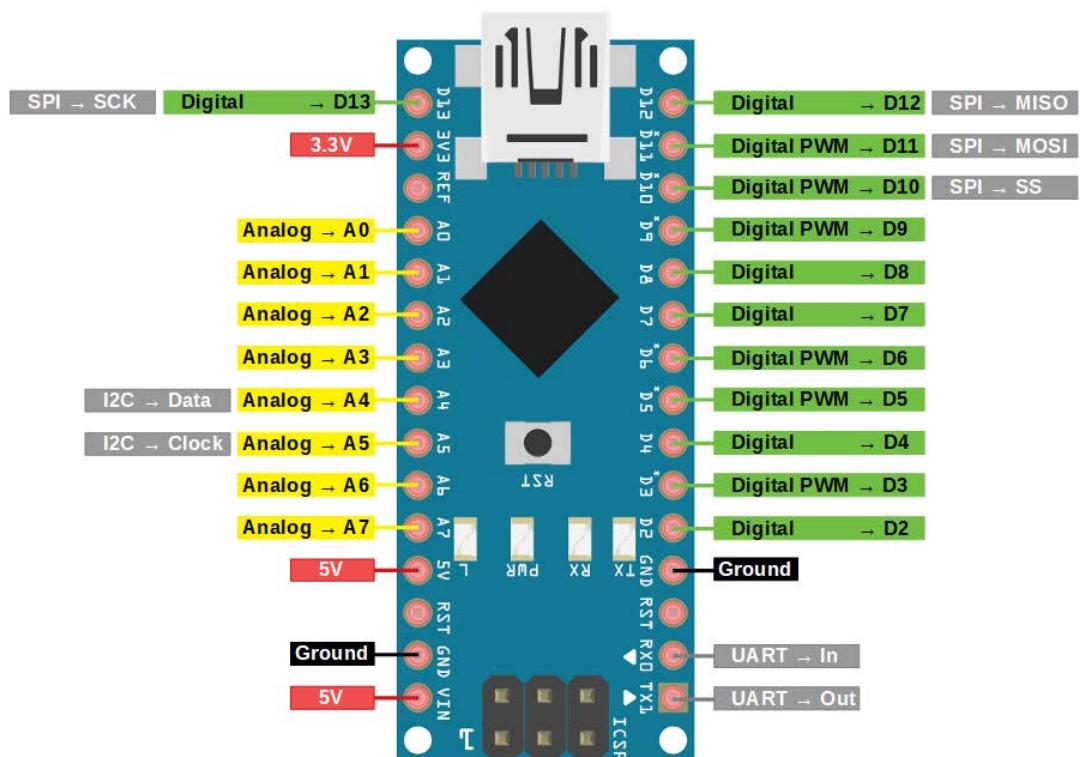 SPI → SCK
Digital → D13
3.3V
Analog → A0
Analog → A1
Analog → A2
Analog → A3
I2C → Data
Analog → A4
I2C → Clock
Analog → A5
Analog → A6
Analog → A7
5V
Ground
5V
D13
3V3
REF
A0
A1
A2
A3
A4
A5
A6
A7
5V
RST
GND
VIN
RST
L
PWR
RX
TX
1
ICSP
D12
D11*
D10*
D9*
D8
D7
D6*
D5*
D4
D3*
D2
GND
RST
RX0
TX1
Digital → D12
SPI → MISO
Digital PWM → D11
SPI → MOSI
Digital PWM → D10
SPI → SS
Digital PWM → D9
Digital → D8
Digital → D7
Digital PWM → D6
Digital PWM → D5
Digital → D4
Digital PWM → D3
Digital → D2
Ground
UART → In
UART → Out